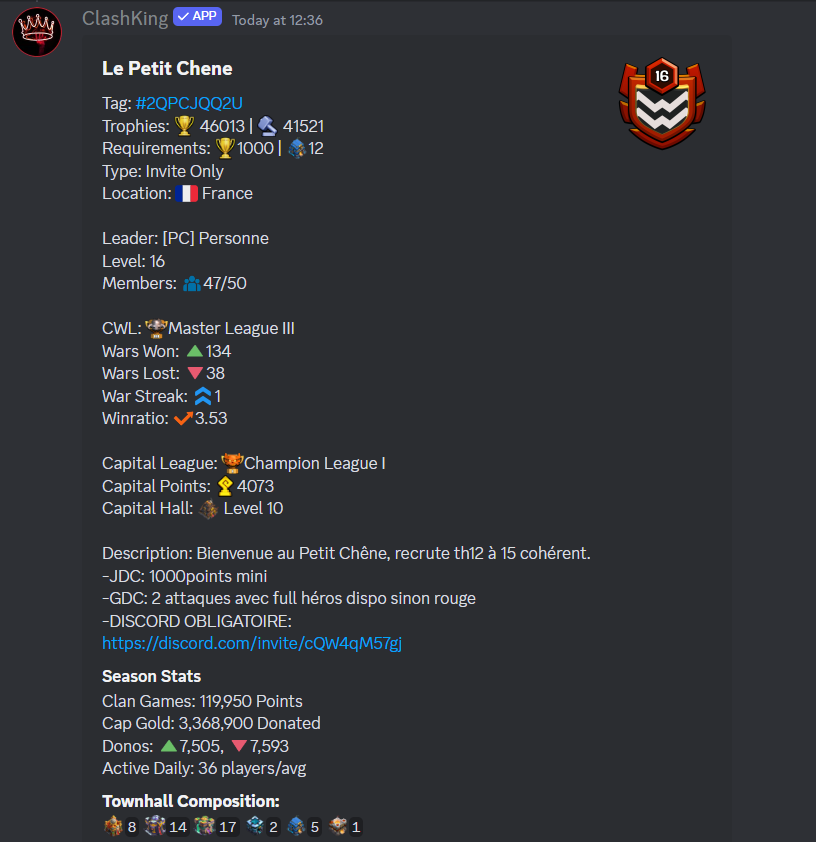 ClashKing APP Today at 12:36
Le Petit Chene
16
Tag: #2QPCJQQ2U
Trophies: 46013 | 41521
Requirements: 1000 | 12
Type: Invite Only
Location: France
Leader: [PC] Personne
Level: 16
Members: 47/50
CWL: Master League III
Wars Won: 134
Wars Lost: 38
War Streak: 1
Winratio: 3.53
Capital League: Champion League I
Capital Points: 4073
Capital Hall: Level 10
Description: Bienvenue au Petit Chêne, recrute th12 à 15 cohérent.
-JDC: 1000points mini
-GDC: 2 attaques avec full héros dispo sinon rouge
-DISCORD OBLIGATOIRE:
https://discord.com/invite/cQW4qM57gj
Season Stats
Clan Games: 119,950 Points
Cap Gold: 3,368,900 Donated
Donos: 7,505, 7,593
Active Daily: 36 players/avg
Townhall Composition:
8 14 17 2 5 1